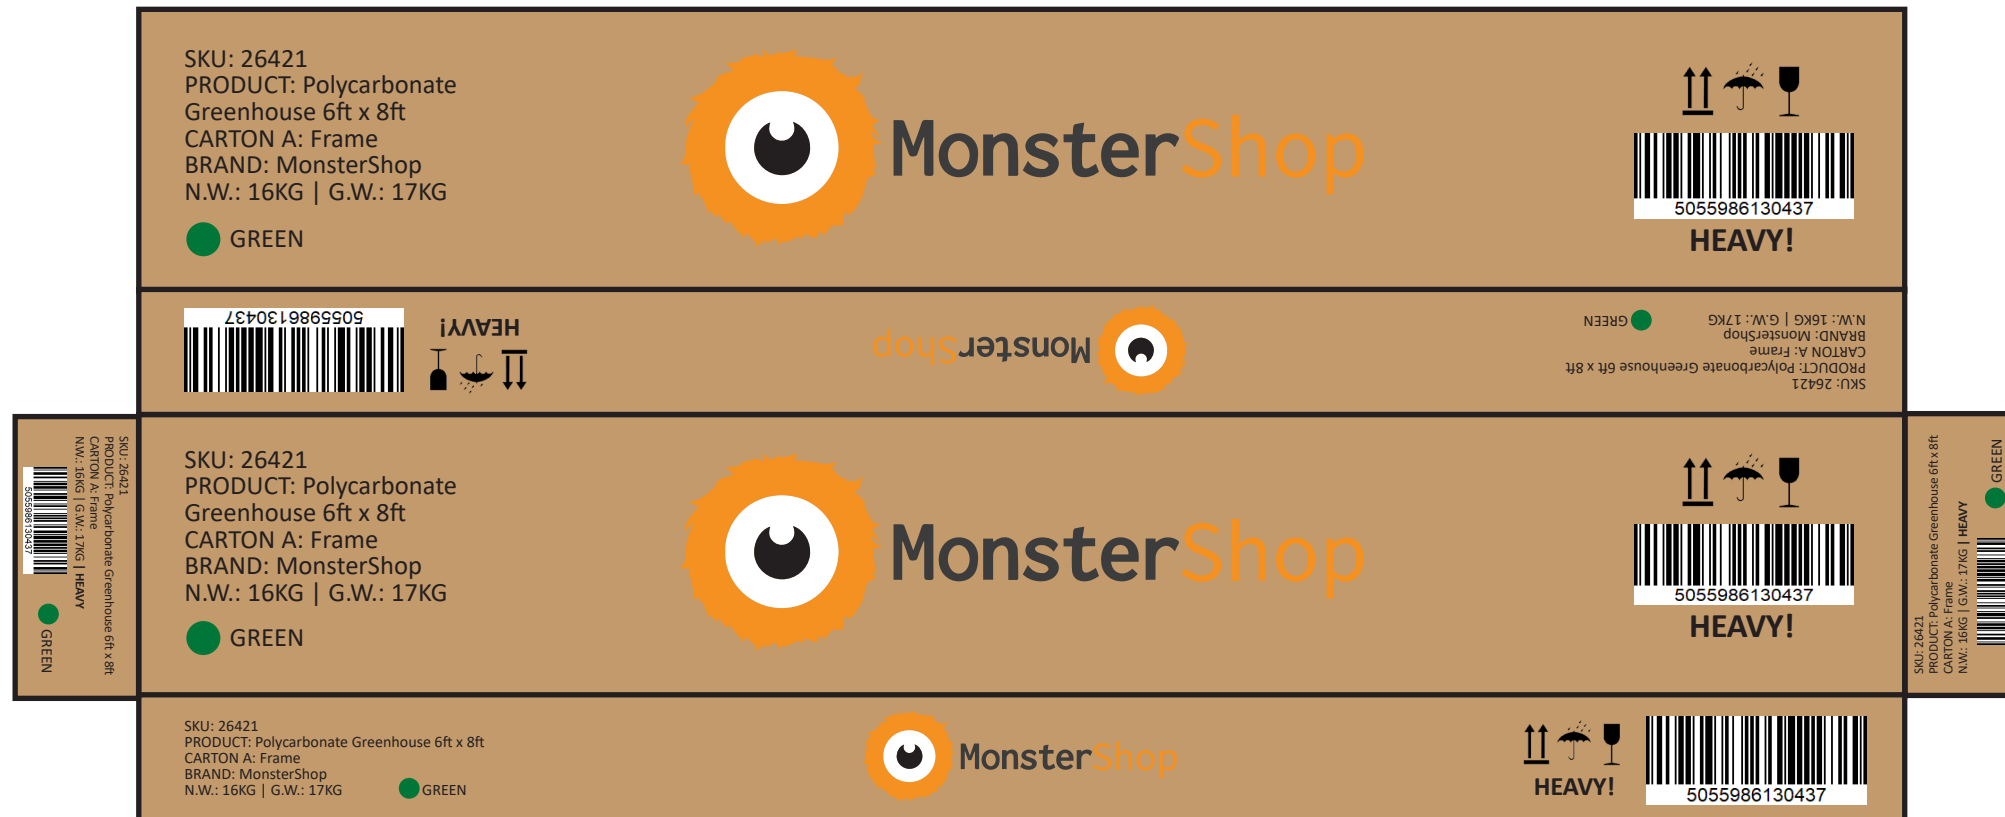 SKU: 26421
PRODUCT: Polycarbonate
Greenhouse 6ft x 8ft
CARTON A: Frame
BRAND: MonsterShop
N.W.: 16KG | G.W.: 17KG
GREEN
MonsterShop
5055986130437
HEAVY!
5055986130437
HEAVY!
MonsterShop
SKU: 26421
PRODUCT: Polycarbonate Greenhouse 6ft x 8ft
CARTON A: Frame
BRAND: MonsterShop
N.W.: 16KG | G.W.: 17KG
GREEN
SKU: 26421
PRODUCT: Polycarbonate Greenhouse 6ft x 8ft
CARTON A: Frame
N.W.: 16KG | G.W.: 17KG | HEAVY
5055986130437
GREEN
SKU: 26421
PRODUCT: Polycarbonate
Greenhouse 6ft x 8ft
CARTON A: Frame
BRAND: MonsterShop
N.W.: 16KG | G.W.: 17KG
GREEN
MonsterShop
5055986130437
HEAVY!
SKU: 26421
PRODUCT: Polycarbonate Greenhouse 6ft x 8ft
CARTON A: Frame
N.W.: 16KG | G.W.: 17KG | HEAVY
GREEN
SKU: 26421
PRODUCT: Polycarbonate Greenhouse 6ft x 8ft
CARTON A: Frame
BRAND: MonsterShop
N.W.: 16KG | G.W.: 17KG
GREEN
MonsterShop
HEAVY!
5055986130437